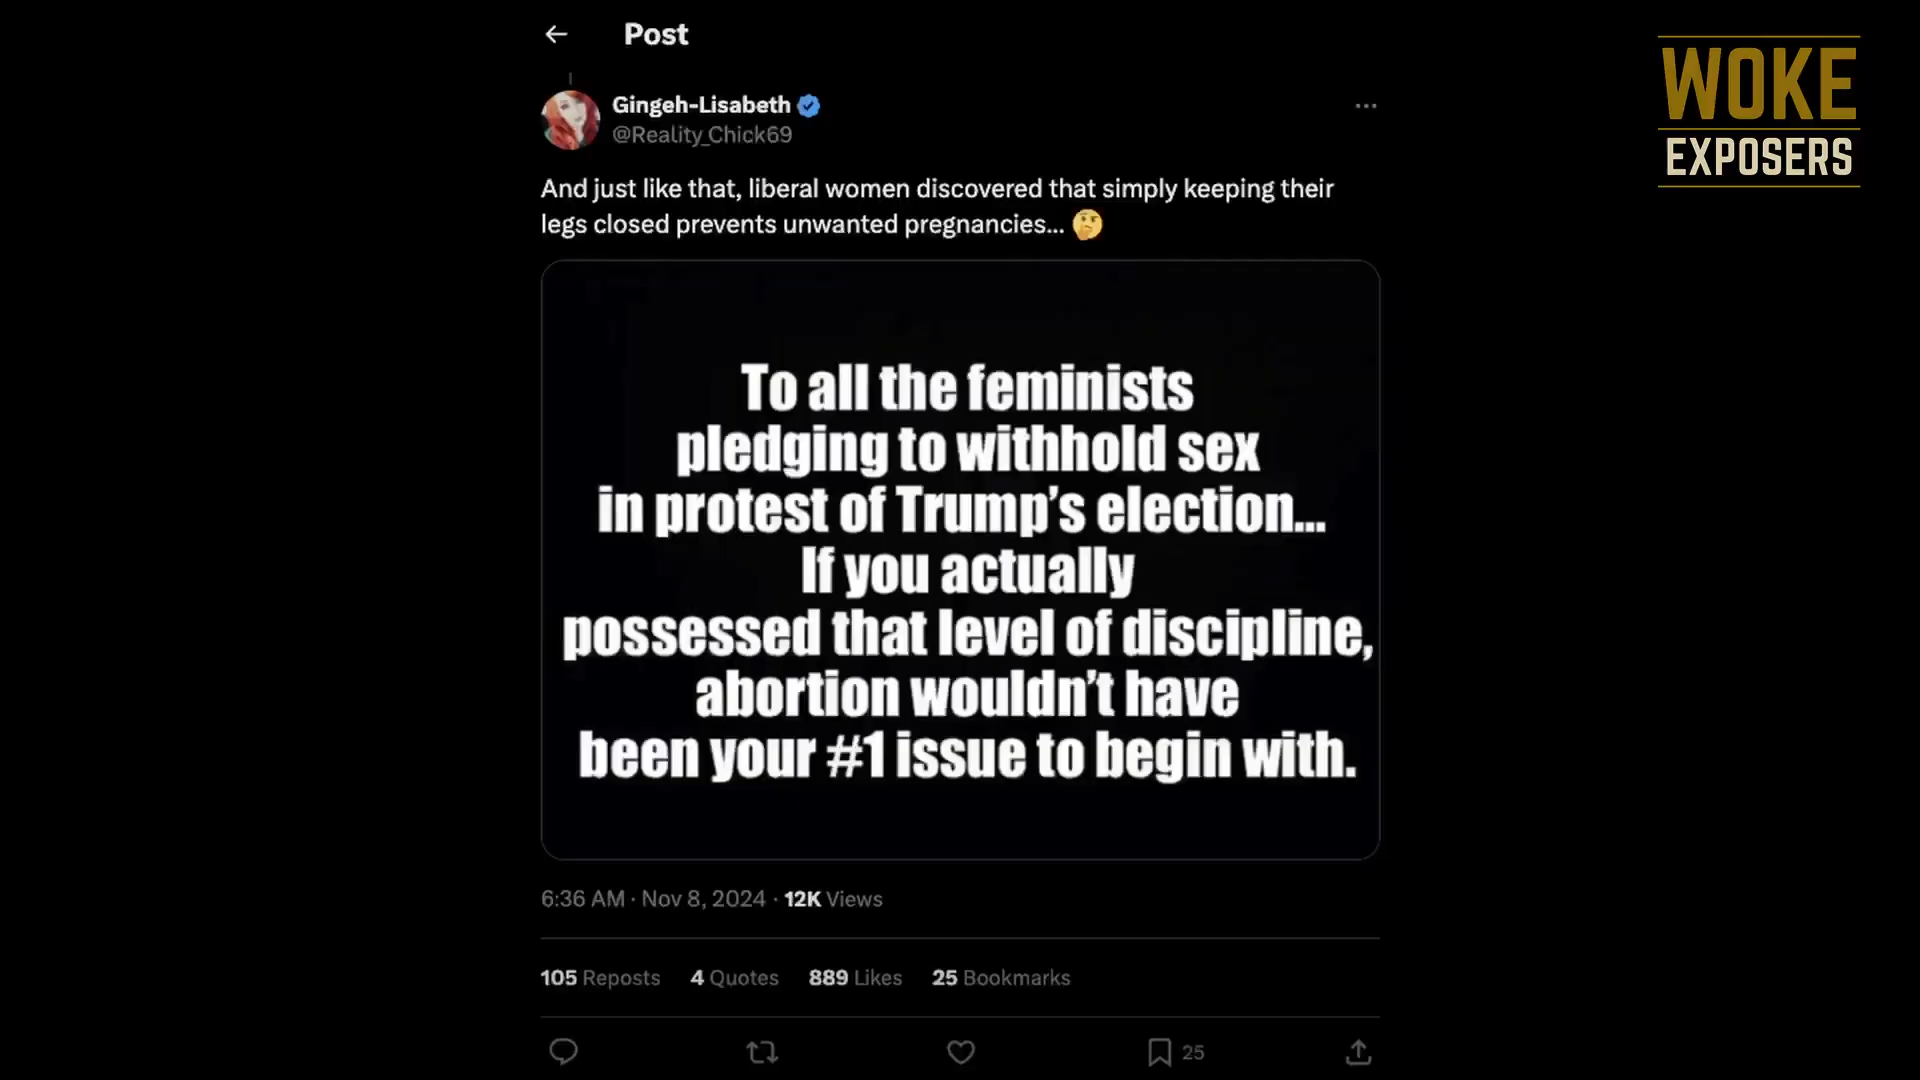 Post
WOKE
EXPOSERS
Gingeh-Lisabeth
@Reality_Chick69
And just like that, liberal women discovered that simply keeping their
legs closed prevents unwanted pregnancies... 🤔
To all the feminists
pledging to withhold sex
in protest of Trump's election...
If you actually
possessed that level of discipline,
abortion wouldn't have
been your #1 issue to begin with.
6:36 AM · Nov 8, 2024 · 12K Views
105 Reposts 4 Quotes 889 Likes 25 Bookmarks
25